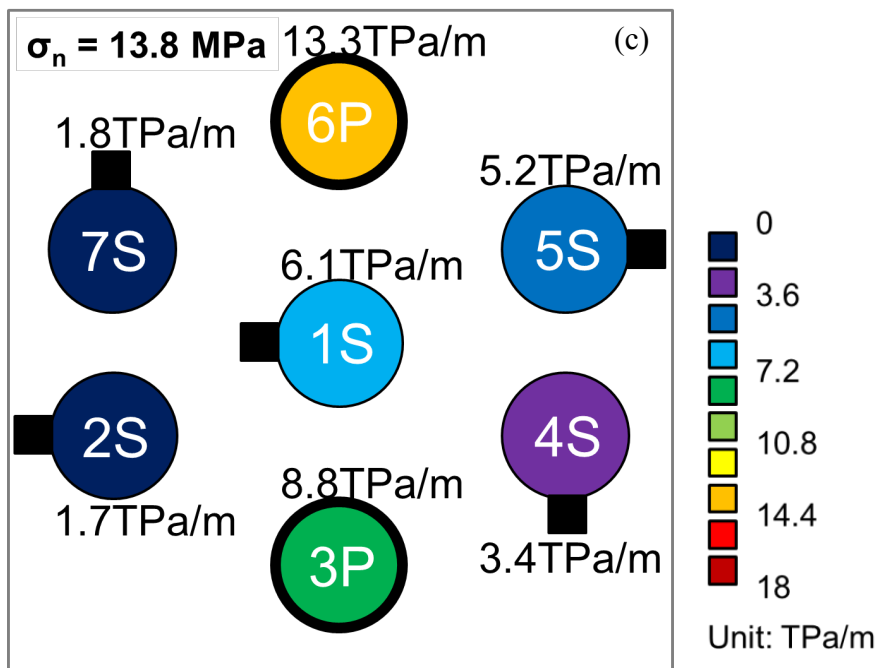 σn = 13.8 MPa
13.3TPa/m
(c)
6P
1.8TPa/m
7S
5.2TPa/m
5S
6.1TPa/m
1S
2S
1.7TPa/m
4S
3.4TPa/m
8.8TPa/m
3P
0
3.6
7.2
10.8
14.4
18
Unit: TPa/m